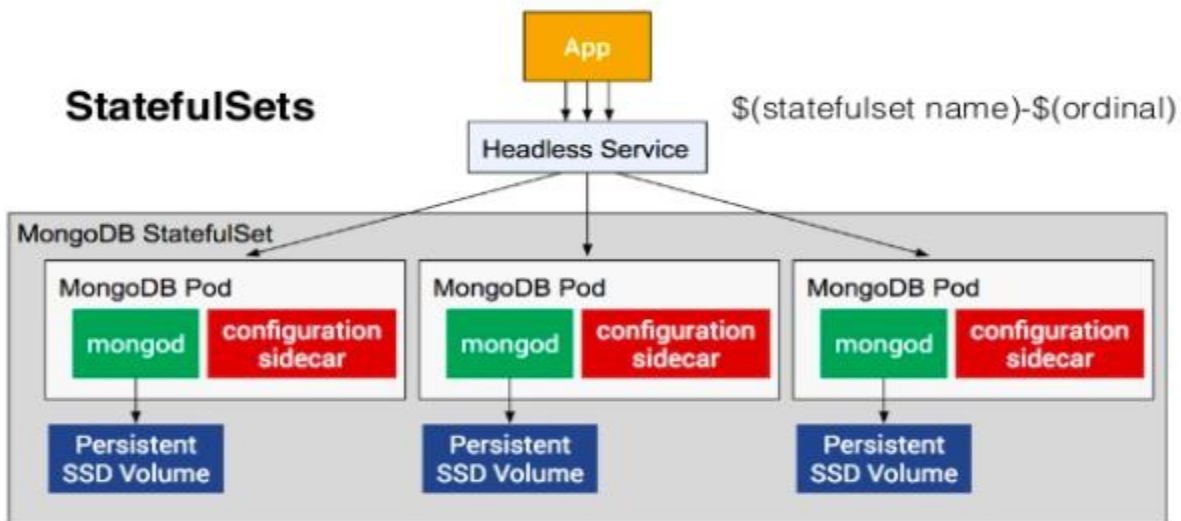 App
StatefulSets
$(statefulset name)-$(ordinal)
Headless Service
MongoDB StatefulSet
MongoDB Pod
mongod
configuration
sidecar
Persistent
SSD Volume
MongoDB Pod
mongod
configuration
sidecar
Persistent
SSD Volume
MongoDB Pod
mongod
configuration
sidecar
Persistent
SSD Volume